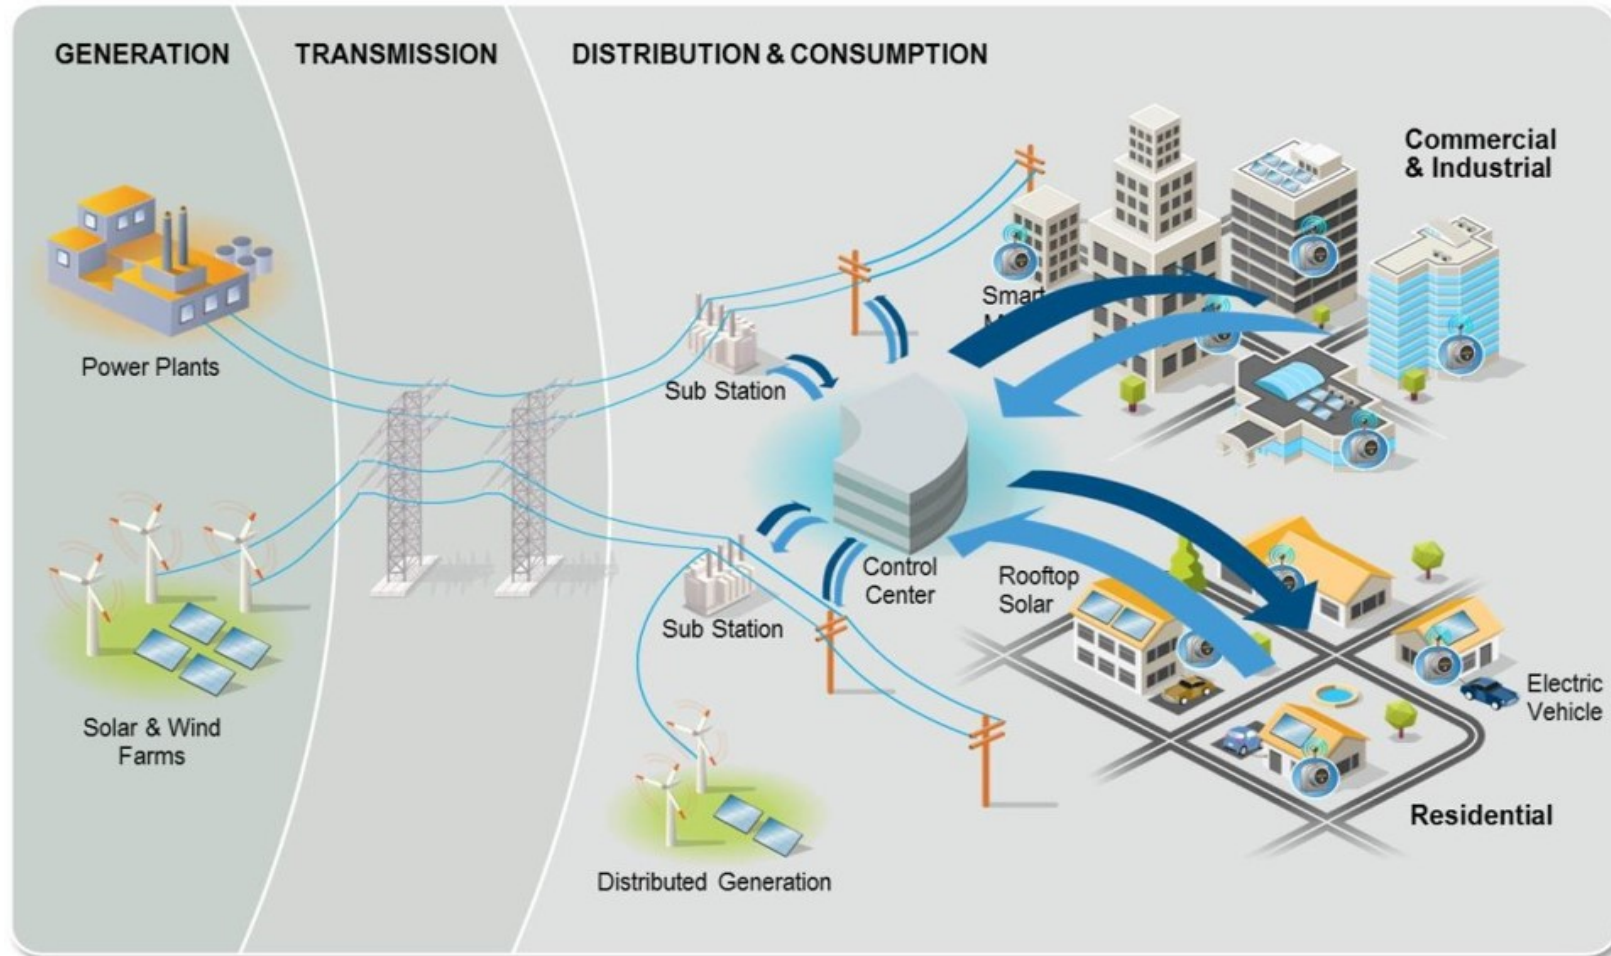 GENERATION
TRANSMISSION
DISTRIBUTION & CONSUMPTION
Commercial
& Industrial
Smart
Power Plants
Sub Station
Control
Center
Rooftop
Solar
Sub Station
Electric
Vehicle
Solar & Wind
Farms
Residential
Distributed Generation